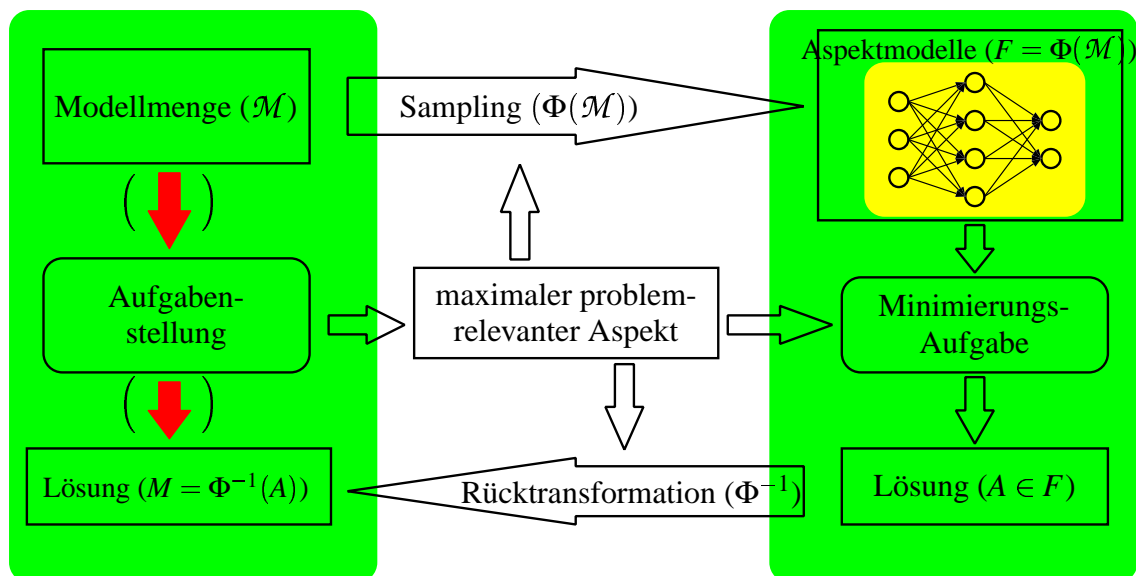 Modellmenge (ℳ)
Sampling (Φ(ℳ))
Aspektmodelle (F = Φ(ℳ))
( )
Aufgaben-
stellung
maximaler problem-
relevanter Aspekt
Minimierungs-
Aufgabe
( )
Lösung (M = Φ⁻¹(A))
Rücktransformation (Φ⁻¹)
Lösung (A ∈ F)